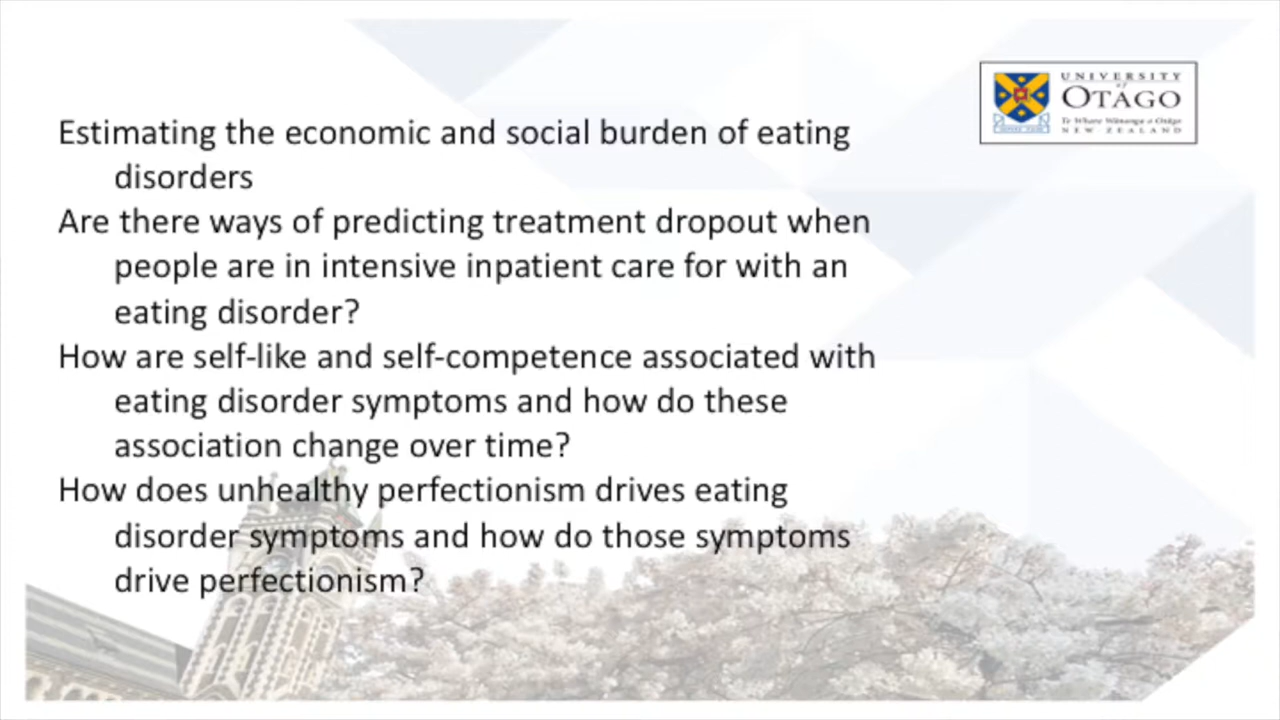 UNIVERSITY
of
OTAGO
Te Whare Wānanga o Otāgo
NEW ZEALAND
Estimating the economic and social burden of eating
disorders
Are there ways of predicting treatment dropout when
people are in intensive inpatient care for with an
eating disorder?
How are self-like and self-competence associated with
eating disorder symptoms and how do these
association change over time?
How does unhealthy perfectionism drives eating
disorder symptoms and how do those symptoms
drive perfectionism?